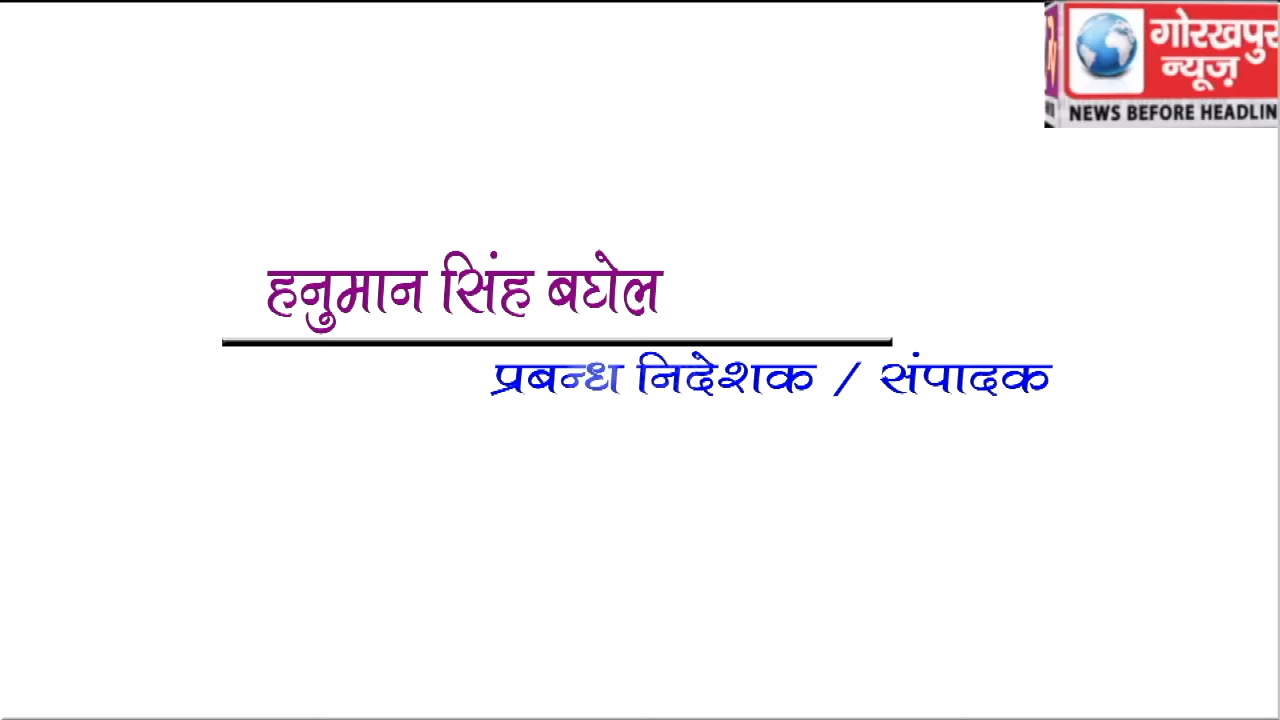 गोरखपुर
न्यूज़
NEWS BEFORE HEADLIN
हनुमान सिंह बघेल
प्रबन्ध निदेशक / संपादक